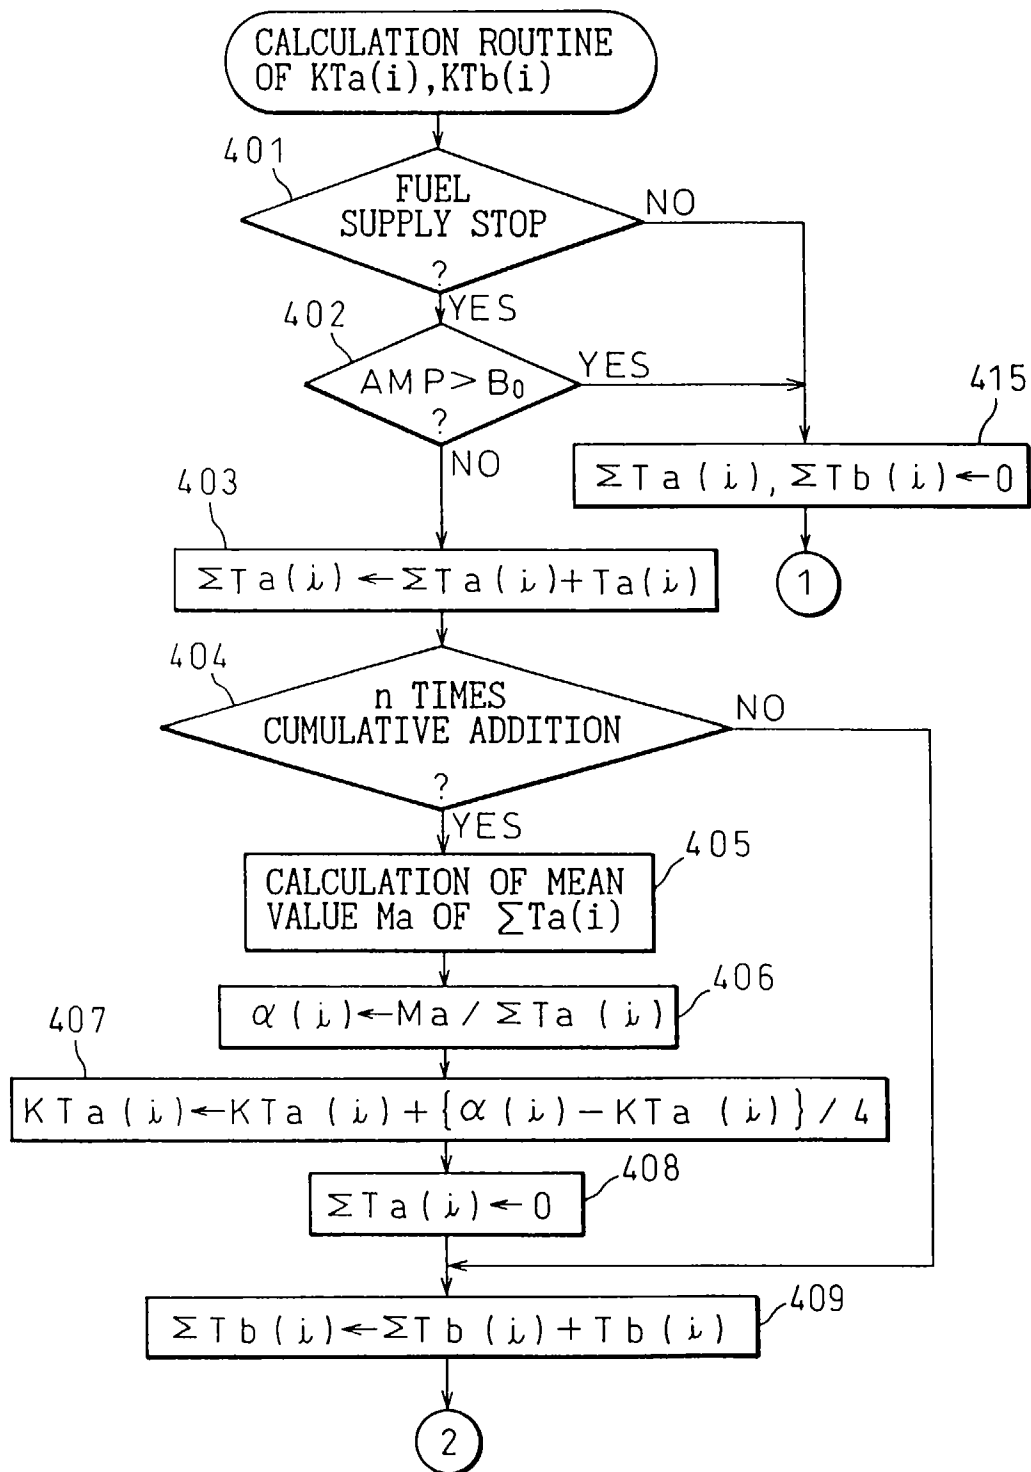 CALCULATION ROUTINE
OF KTa(i),KTb(i)
401
FUEL
SUPPLY STOP
?
NO
YES
402
AMP>B0
?
YES
NO
415
ΣTa(i),ΣTb(i)←0
1
403
ΣTa(i)←ΣTa(i)+Ta(i)
404
n TIMES
CUMULATIVE ADDITION
?
NO
YES
405
CALCULATION OF MEAN
VALUE Ma OF ΣTa(i)
406
α(i)←Ma/ΣTa(i)
407
KTa(i)←KTa(i)+{α(i)-KTa(i)}/4
408
ΣTa(i)←0
409
ΣTb(i)←ΣTb(i)+Tb(i)
2